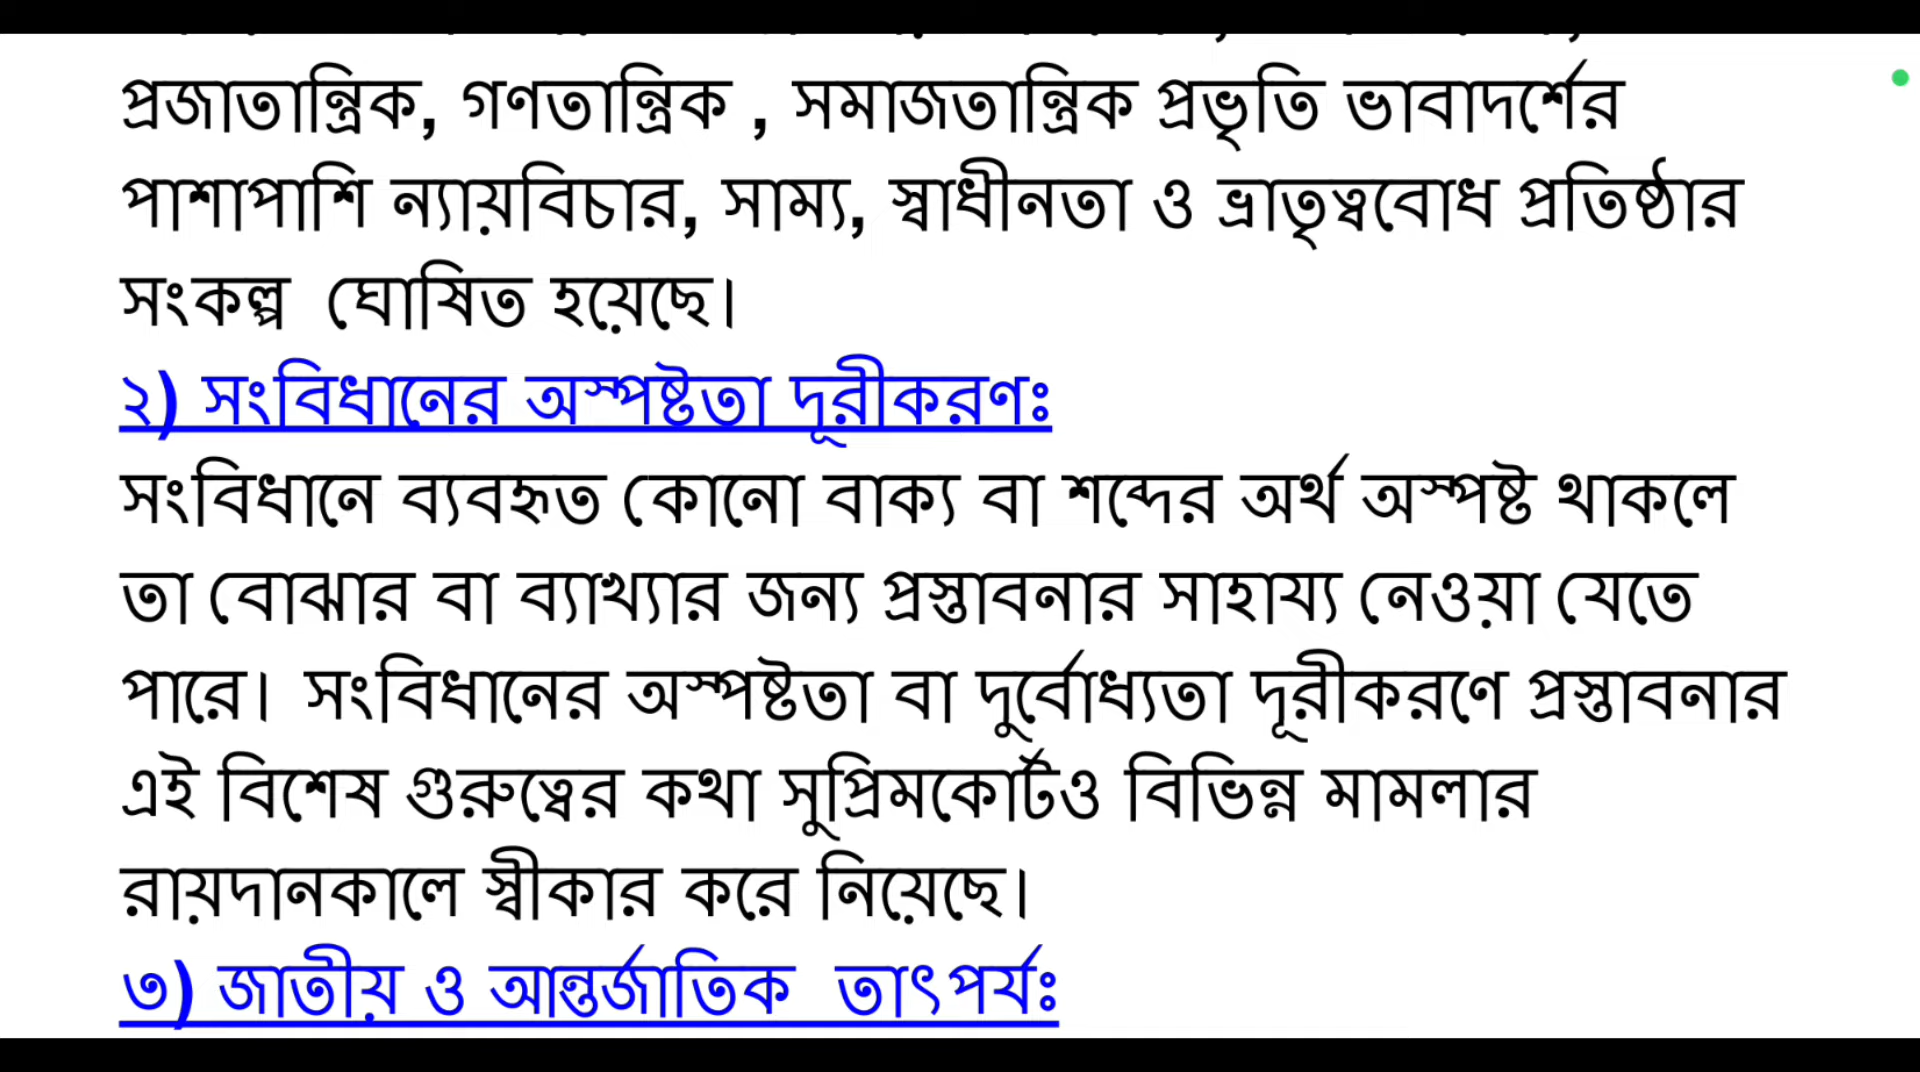 প্রজাতান্ত্রিক, গণতান্ত্রিক , সমাজতান্ত্রিক প্রভৃতি ভাবাদর্শের
পাশাপাশি ন্যায়বিচার, সাম্য, স্বাধীনতা ও ভ্রাতৃত্ববোধ প্রতিষ্ঠার
সংকল্প  ঘোষিত হয়েছে।
২) সংবিধানের অস্পষ্টতা দূরীকরণঃ
সংবিধানে ব্যবহৃত কোনো বাক্য বা শব্দের অর্থ অস্পষ্ট থাকলে
তা বোঝার বা ব্যাখ্যার জন্য প্রস্তাবনার সাহায্য নেওয়া যেতে
পারে।  সংবিধানের অস্পষ্টতা বা দুর্বোধ্যতা দূরীকরণে প্রস্তাবনার
এই বিশেষ গুরুত্বের কথা সুপ্রিমকোর্টও বিভিন্ন মামলার
রায়দানকালে স্বীকার করে নিয়েছে।
৩) জাতীয় ও আন্তর্জাতিক  তাৎপর্যঃ